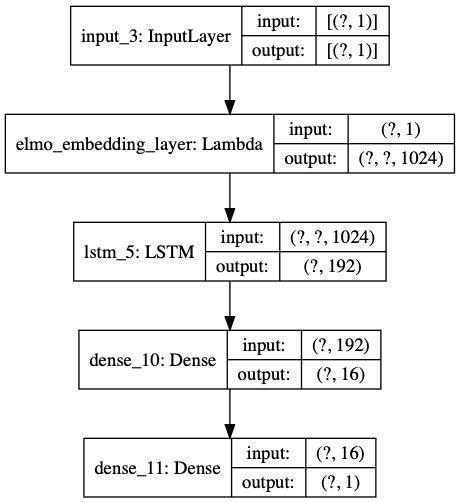 input_3: InputLayer
input: [(?, 1)]
output: [(?, 1)]
elmo_embedding_layer: Lambda
input: (?, 1)
output: (?, ?, 1024)
lstm_5: LSTM
input: (?, ?, 1024)
output: (?, 192)
dense_10: Dense
input: (?, 192)
output: (?, 16)
dense_11: Dense
input: (?, 16)
output: (?, 1)